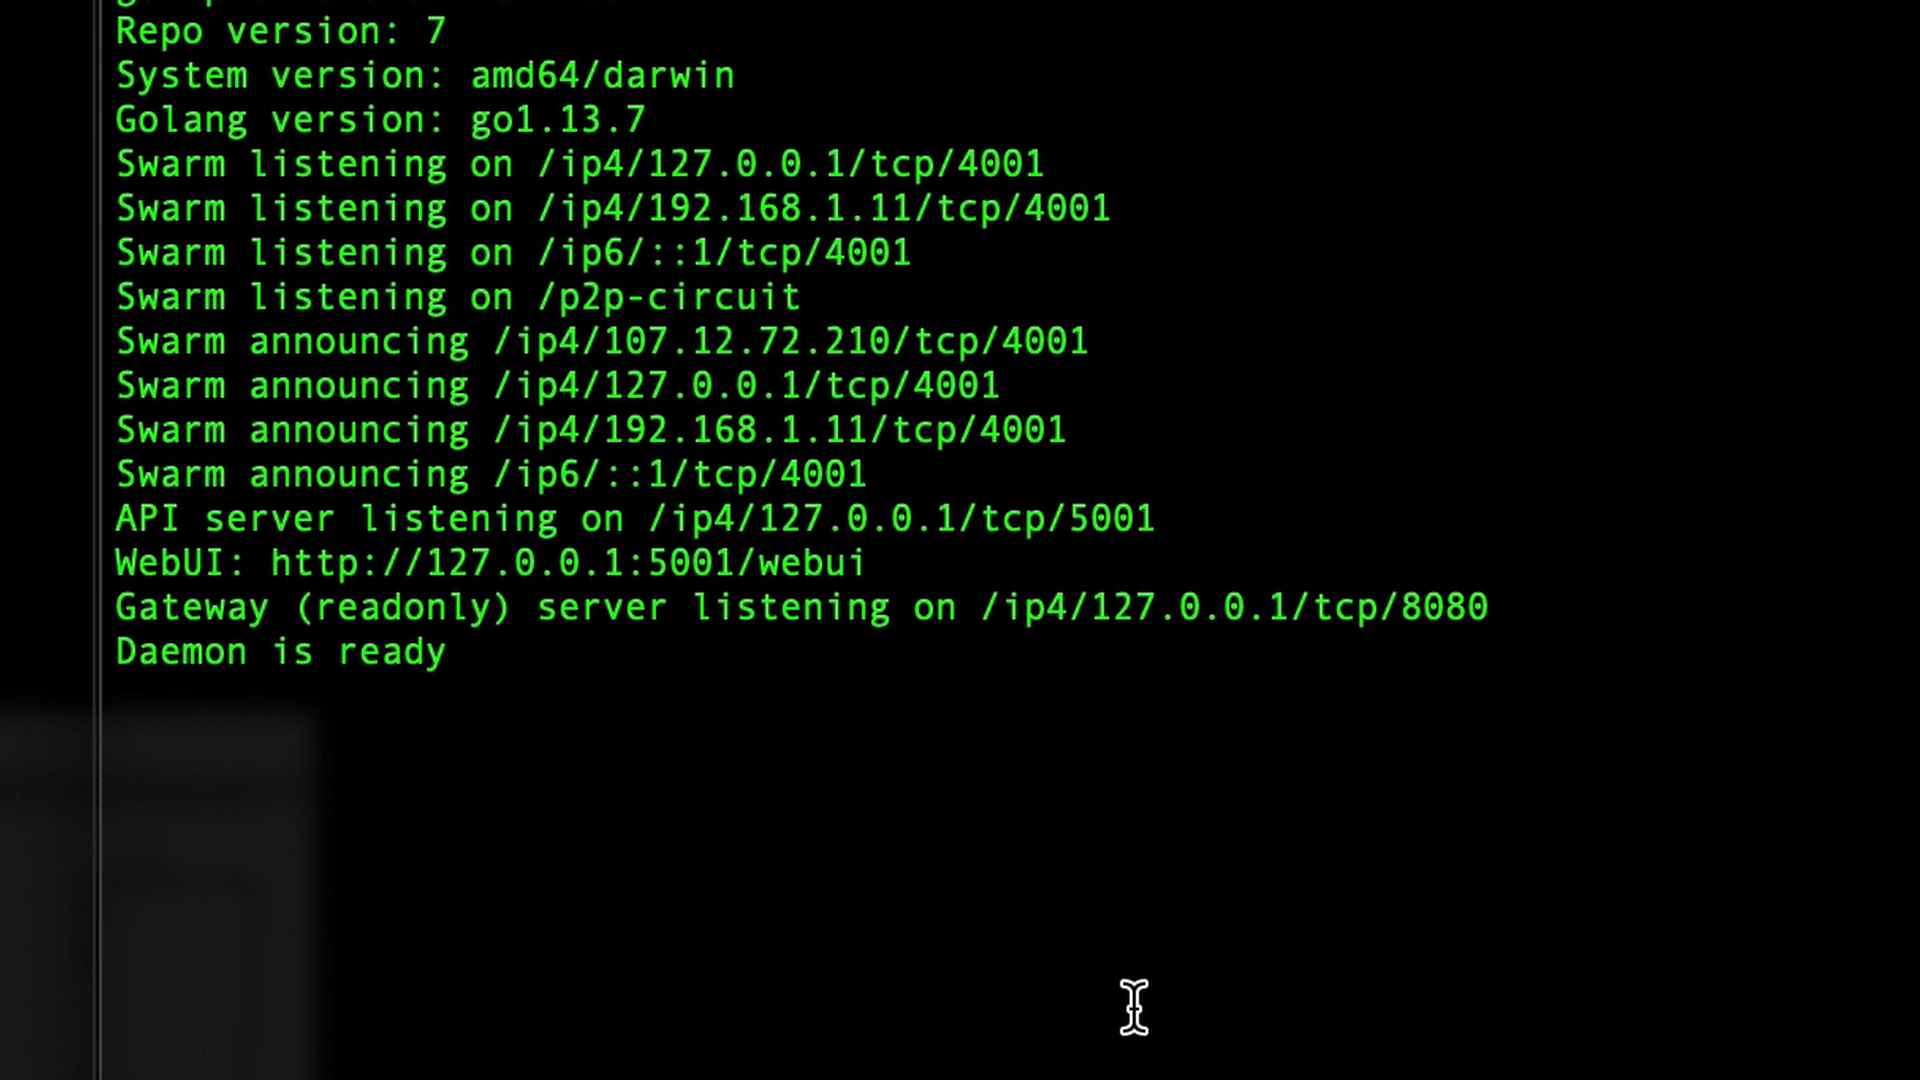 Repo version: 7
System version: amd64/darwin
Golang version: go1.13.7
Swarm listening on /ip4/127.0.0.1/tcp/4001
Swarm listening on /ip4/192.168.1.11/tcp/4001
Swarm listening on /ip6/::1/tcp/4001
Swarm listening on /p2p-circuit
Swarm announcing /ip4/107.12.72.210/tcp/4001
Swarm announcing /ip4/127.0.0.1/tcp/4001
Swarm announcing /ip4/192.168.1.11/tcp/4001
Swarm announcing /ip6/::1/tcp/4001
API server listening on /ip4/127.0.0.1/tcp/5001
WebUI: http://127.0.0.1:5001/webui
Gateway (readonly) server listening on /ip4/127.0.0.1/tcp/8080
Daemon is ready